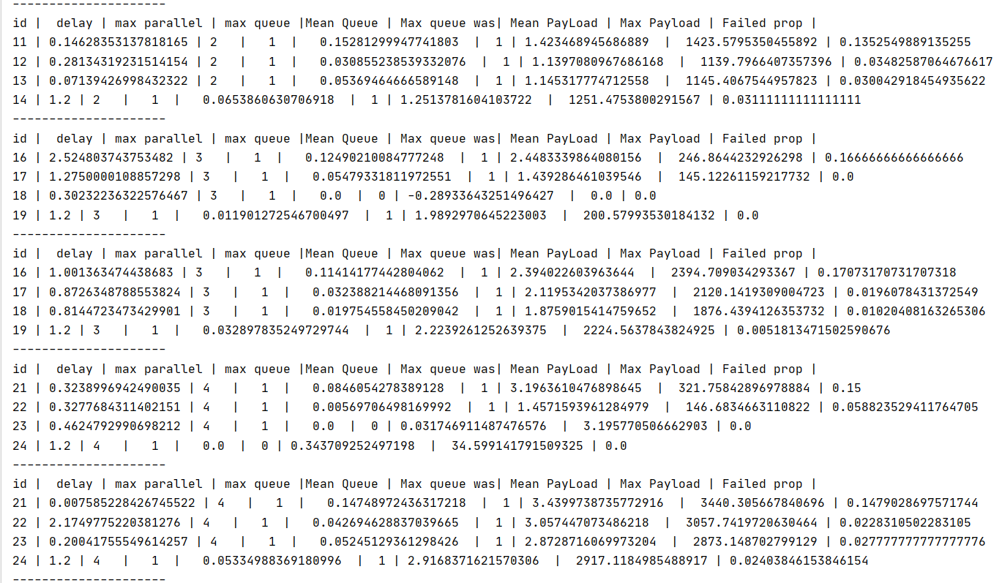 ---------------------
id |  delay | max parallel | max queue |Mean Queue | Max queue was| Mean PayLoad | Max Payload | Failed prop |
11 | 0.14628353137818165 | 2   |   1  |   0.15281299947741803  |  1 | 1.423468945686889  |  1423.5795350455892 | 0.1352549889135255
12 | 0.28134319231514154 | 2   |   1  |   0.030855238539332076  |  1 | 1.1397080967686168  |  1139.7966407357396 | 0.03482587064676617
13 | 0.07139426998432322 | 2   |   1  |   0.05369464666589148  |  1 | 1.145317774712558  |  1145.4067544957823 | 0.030042918454935622
14 | 1.2 | 2   |   1  |   0.0653860630706918  |  1 | 1.2513781604103722  |  1251.4753800291567 | 0.03111111111111111
---------------------
id |  delay | max parallel | max queue |Mean Queue | Max queue was| Mean PayLoad | Max Payload | Failed prop |
16 | 2.524803743753482 | 3   |   1  |   0.12490210084777248  |  1 | 2.4483339864080156  |  246.8644232926298 | 0.16666666666666666
17 | 1.2750000108857298 | 3   |   1  |   0.05479331811972551  |  1 | 1.439286461039546  |  145.12261159217732 | 0.0
18 | 0.30232236322576467 | 3   |   1  |   0.0  |  0 | -0.28933643251496427  |  0.0 | 0.0
19 | 1.2 | 3   |   1  |   0.011901272546700497  |  1 | 1.9892970645223003  |  200.57993530184132 | 0.0
---------------------
id |  delay | max parallel | max queue |Mean Queue | Max queue was| Mean PayLoad | Max Payload | Failed prop |
16 | 1.001363474438683 | 3   |   1  |   0.11414177442804062  |  1 | 2.394022603963644  |  2394.709034293367 | 0.17073170731707318
17 | 0.8726348788553824 | 3   |   1  |   0.032388214468091356  |  1 | 2.1195342037386977  |  2120.1419309004723 | 0.0196078431372549
18 | 0.8144723473429901 | 3   |   1  |   0.019754558450209042  |  1 | 1.8759015414759652  |  1876.4394126353732 | 0.01020408163265306
19 | 1.2 | 3   |   1  |   0.032897835249729744  |  1 | 2.2239261252639375  |  2224.5637843824925 | 0.0051813471502590676
---------------------
id |  delay | max parallel | max queue |Mean Queue | Max queue was| Mean PayLoad | Max Payload | Failed prop |
21 | 0.3238996942490035 | 4   |   1  |   0.0846054278389128  |  1 | 3.1963610476898645  |  321.75842896978884 | 0.15
22 | 0.3277684311402151 | 4   |   1  |   0.00569706498169992  |  1 | 1.4571593961284979  |  146.6834663110822 | 0.058823529411764705
23 | 0.4624792990698212 | 4   |   1  |   0.0  |  0 | 0.031746911487476576  |  3.195770506662903 | 0.0
24 | 1.2 | 4   |   1  |   0.0  |  0 | 0.343709252497198  |  34.599141791509325 | 0.0
---------------------
id |  delay | max parallel | max queue |Mean Queue | Max queue was| Mean PayLoad | Max Payload | Failed prop |
21 | 0.007585228426745522 | 4   |   1  |   0.14748972436317218  |  1 | 3.4399738735772916  |  3440.305667840696 | 0.1479028697571744
22 | 2.1749775220381276 | 4   |   1  |   0.042694628837039665  |  1 | 3.057447073486218  |  3057.7419720630464 | 0.0228310502283105
23 | 0.20041755549614257 | 4   |   1  |   0.05245129361298426  |  1 | 2.8728716069973204  |  2873.148702799129 | 0.027777777777777776
24 | 1.2 | 4   |   1  |   0.05334988369180996  |  1 | 2.9168371621570306  |  2917.1184985488917 | 0.02403846153846154
---------------------